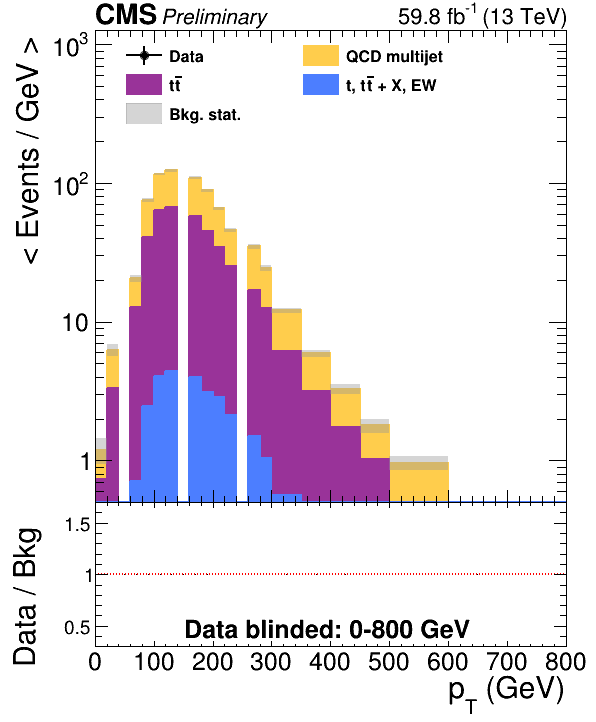 CMS Preliminary 59.8 fb⁻¹ (13 TeV)
< Events / GeV >
10³
10²
10
1
Data
QCD multijet
tt̄
t, tt̄ + X, EW
Bkg. stat.
Data / Bkg
1.5
1
0.5
Data blinded: 0-800 GeV
0 100 200 300 400 500 600 700 800
p_T (GeV)